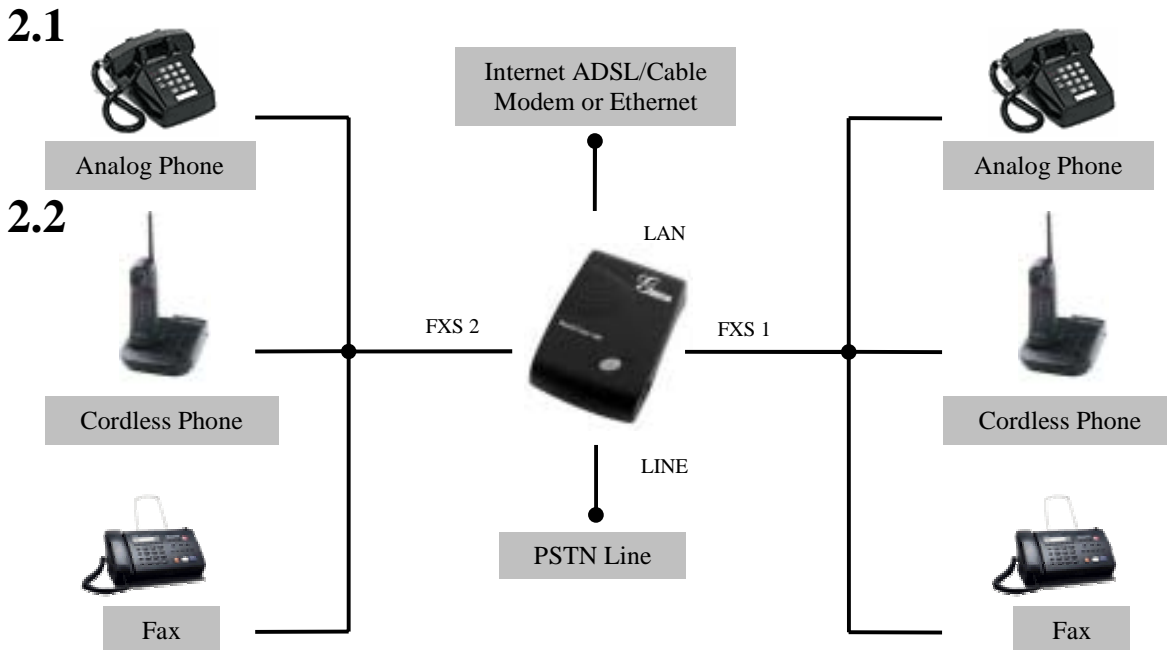 2.1
Internet ADSL/Cable
Modem or Ethernet
Analog Phone
Analog Phone
2.2
LAN
FXS 2
FXS 1
Cordless Phone
Cordless Phone
LINE
PSTN Line
Fax
Fax